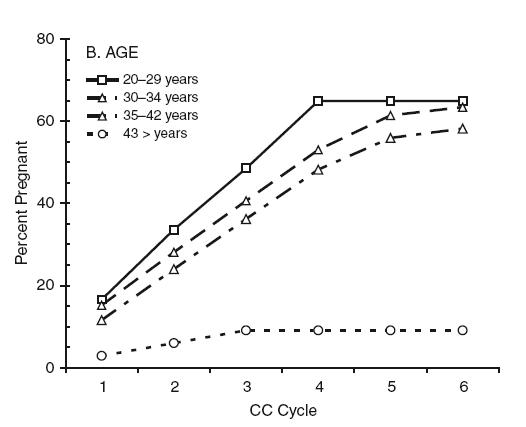 80
B. AGE
20–29 years
30–34 years
35–42 years
43 > years
60
40
20
0
Percent Pregnant
1 2 3 4 5 6
CC Cycle